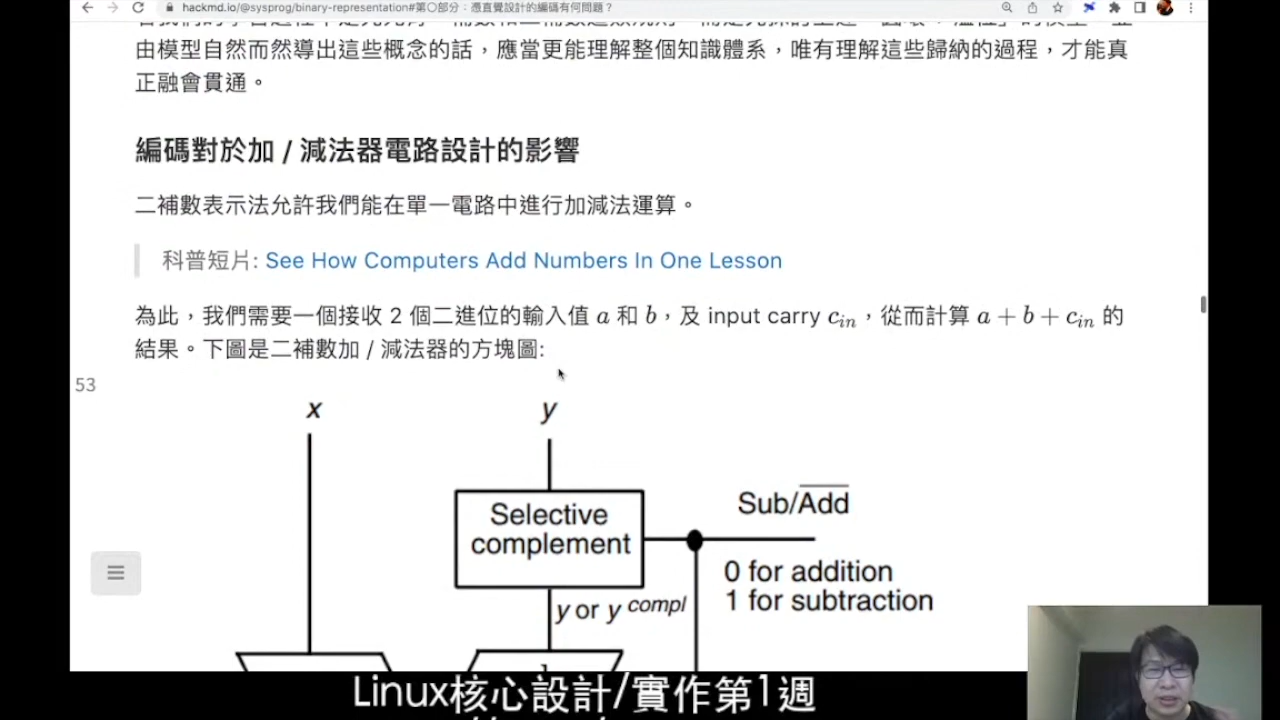 hackmd.io/@sysprog/binary-representation#第〇部分：憑直覺設計的編碼有何問題？
由模型自然而然導出這些概念的話，應當更能理解整個知識體系，唯有理解這些歸納的過程，才能真
正融會貫通。
編碼對於加 / 減法器電路設計的影響
二補數表示法允許我們能在單一電路中進行加減法運算。
科普短片: See How Computers Add Numbers In One Lesson
為此，我們需要一個接收 2 個二進位的輸入值 a 和 b，及 input carry c_in，從而計算 a + b + c_in 的
結果。下圖是二補數加 / 減法器的方塊圖:
53
x
y
Selective
complement
Sub/A̅d̅d̅
0 for addition
1 for subtraction
y or y compl
Linux核心設計/實作第1週